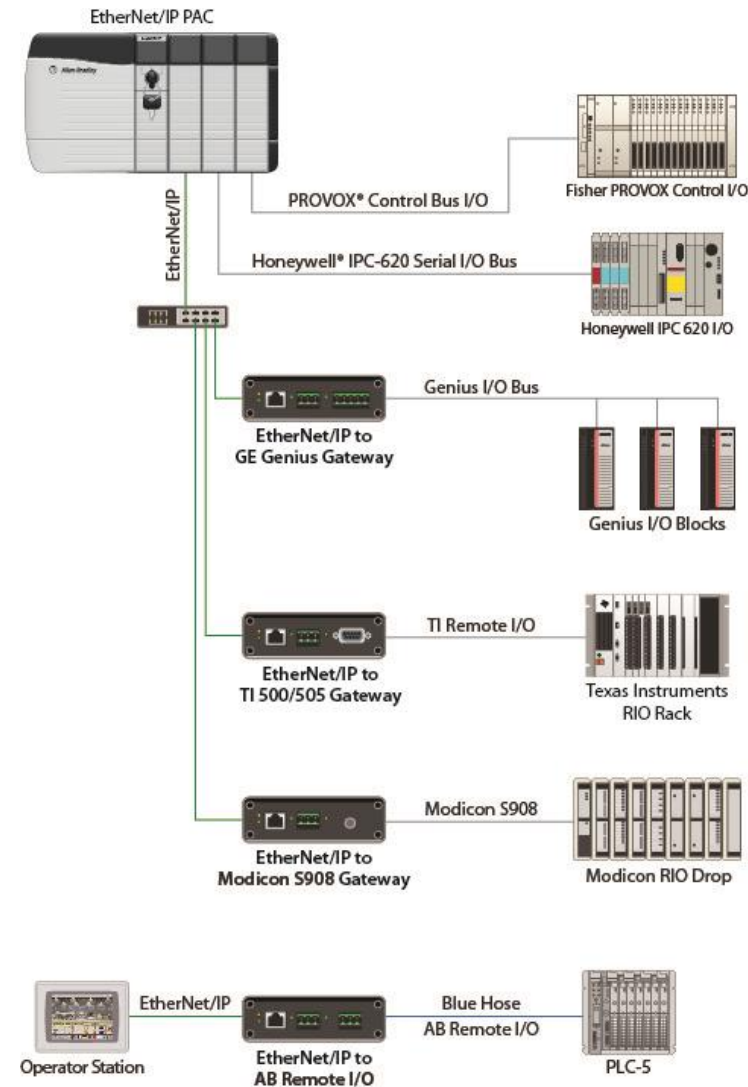 EtherNet/IP PAC
Allen-Bradley
Fisher PROVOX Control I/O
PROVOX® Control Bus I/O
EtherNet/IP
Honeywell® IPC-620 Serial I/O Bus
Honeywell IPC 620 I/O
Genius I/O Bus
EtherNet/IP to
GE Genius Gateway
Genius I/O Blocks
TI Remote I/O
EtherNet/IP to
TI 500/505 Gateway
Texas Instruments
RIO Rack
Modicon S908
EtherNet/IP to
Modicon S908 Gateway
Modicon RIO Drop
EtherNet/IP
Blue Hose
AB Remote I/O
Operator Station
EtherNet/IP to
AB Remote I/O
PLC-5